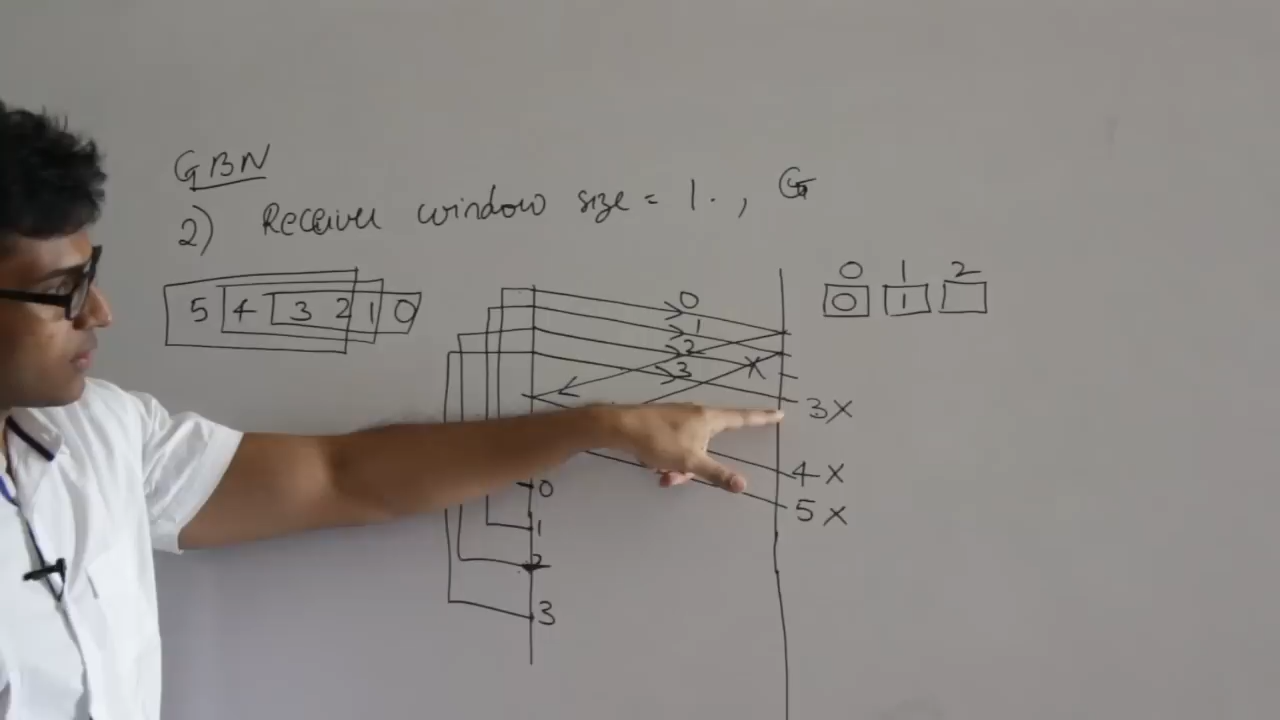 GBN
2) Receiver window size = 1. , G
0 1 2
0 1
5 4 3 2 1 0
0
1
2
X
3
3X
4X
5X
0
1
2
3